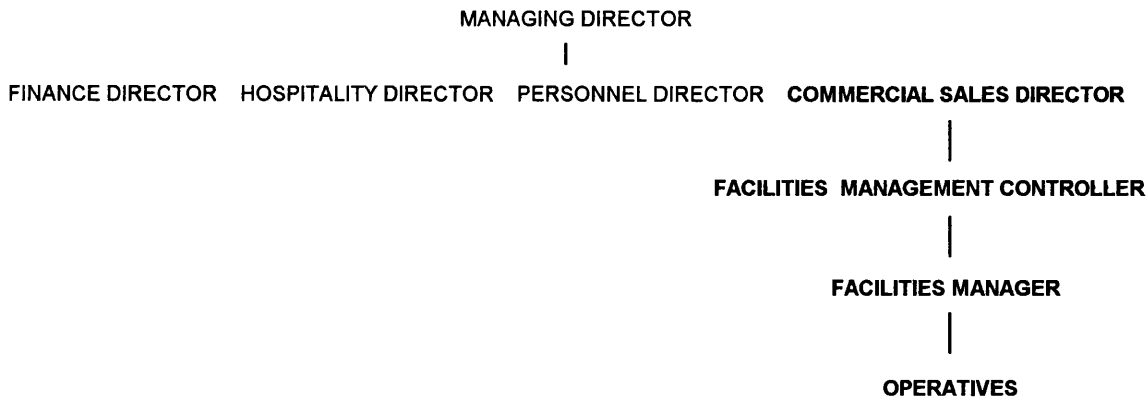 MANAGING DIRECTOR
FINANCE DIRECTOR HOSPITALITY DIRECTOR PERSONNEL DIRECTOR COMMERCIAL SALES DIRECTOR
FACILITIES MANAGEMENT CONTROLLER
FACILITIES MANAGER
OPERATIVES